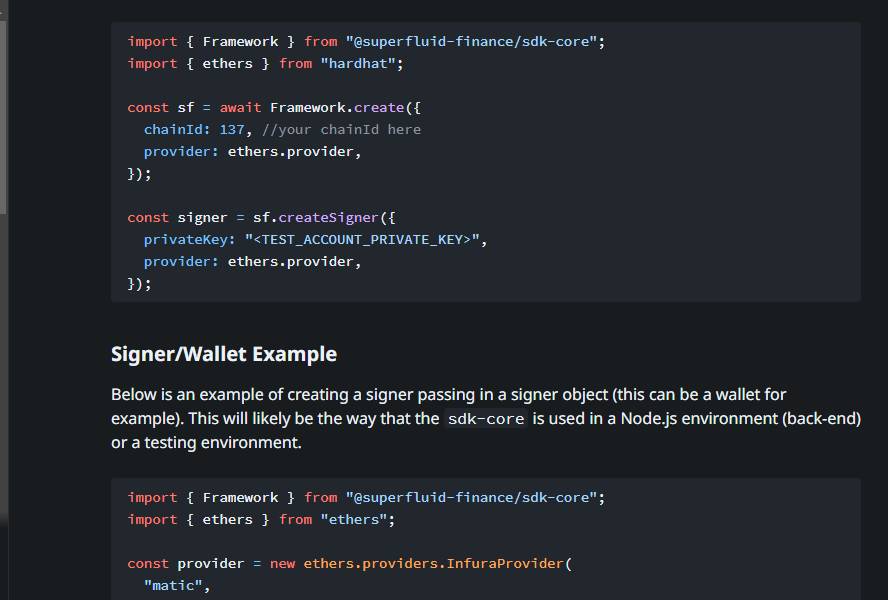 import { Framework } from "@superfluid-finance/sdk-core";
import { ethers } from "hardhat";
const sf = await Framework.create({
chainId: 137, //your chainId here
provider: ethers.provider,
});
const signer = sf.createSigner({
privateKey: "<TEST_ACCOUNT_PRIVATE_KEY>",
provider: ethers.provider,
});
Signer/Wallet Example
Below is an example of creating a signer passing in a signer object (this can be a wallet for
example). This will likely be the way that the sdk-core is used in a Node.js environment (back-end)
or a testing environment.
import { Framework } from "@superfluid-finance/sdk-core";
import { ethers } from "ethers";
const provider = new ethers.providers.InfuraProvider(
"matic",